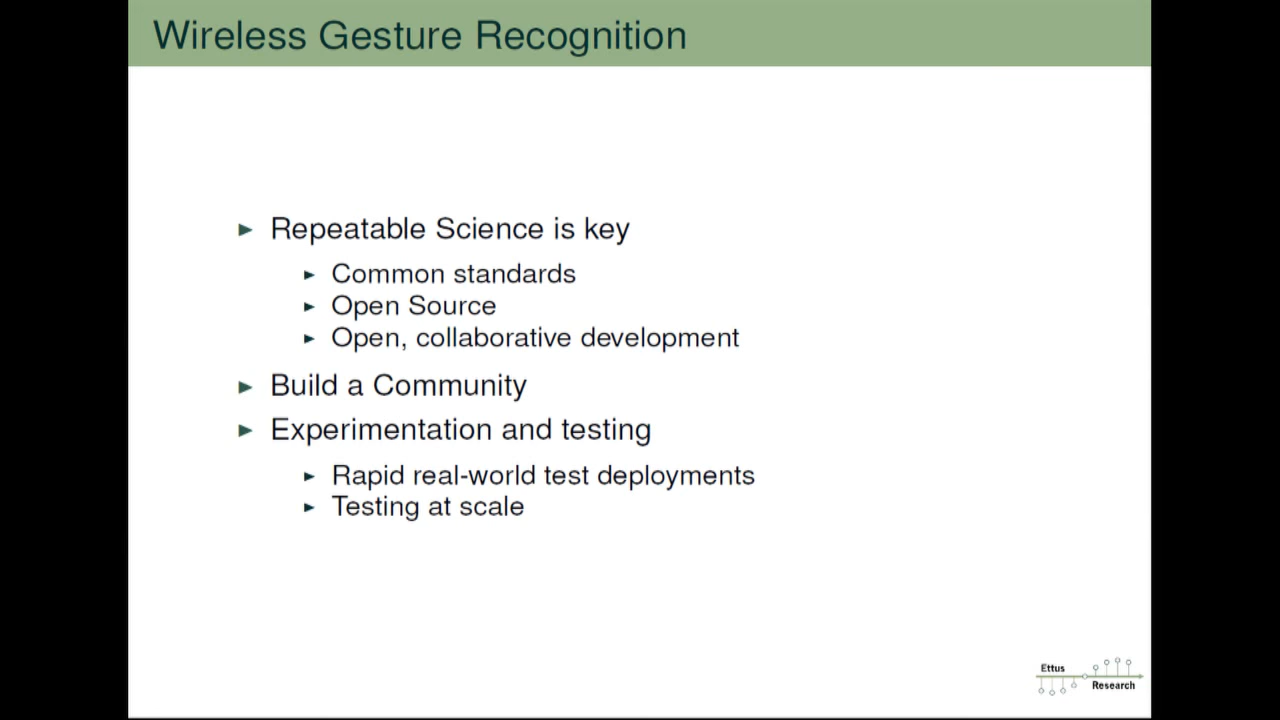 Wireless Gesture Recognition
Repeatable Science is key
Common standards
Open Source
Open, collaborative development
Build a Community
Experimentation and testing
Rapid real-world test deployments
Testing at scale
Ettus
Research